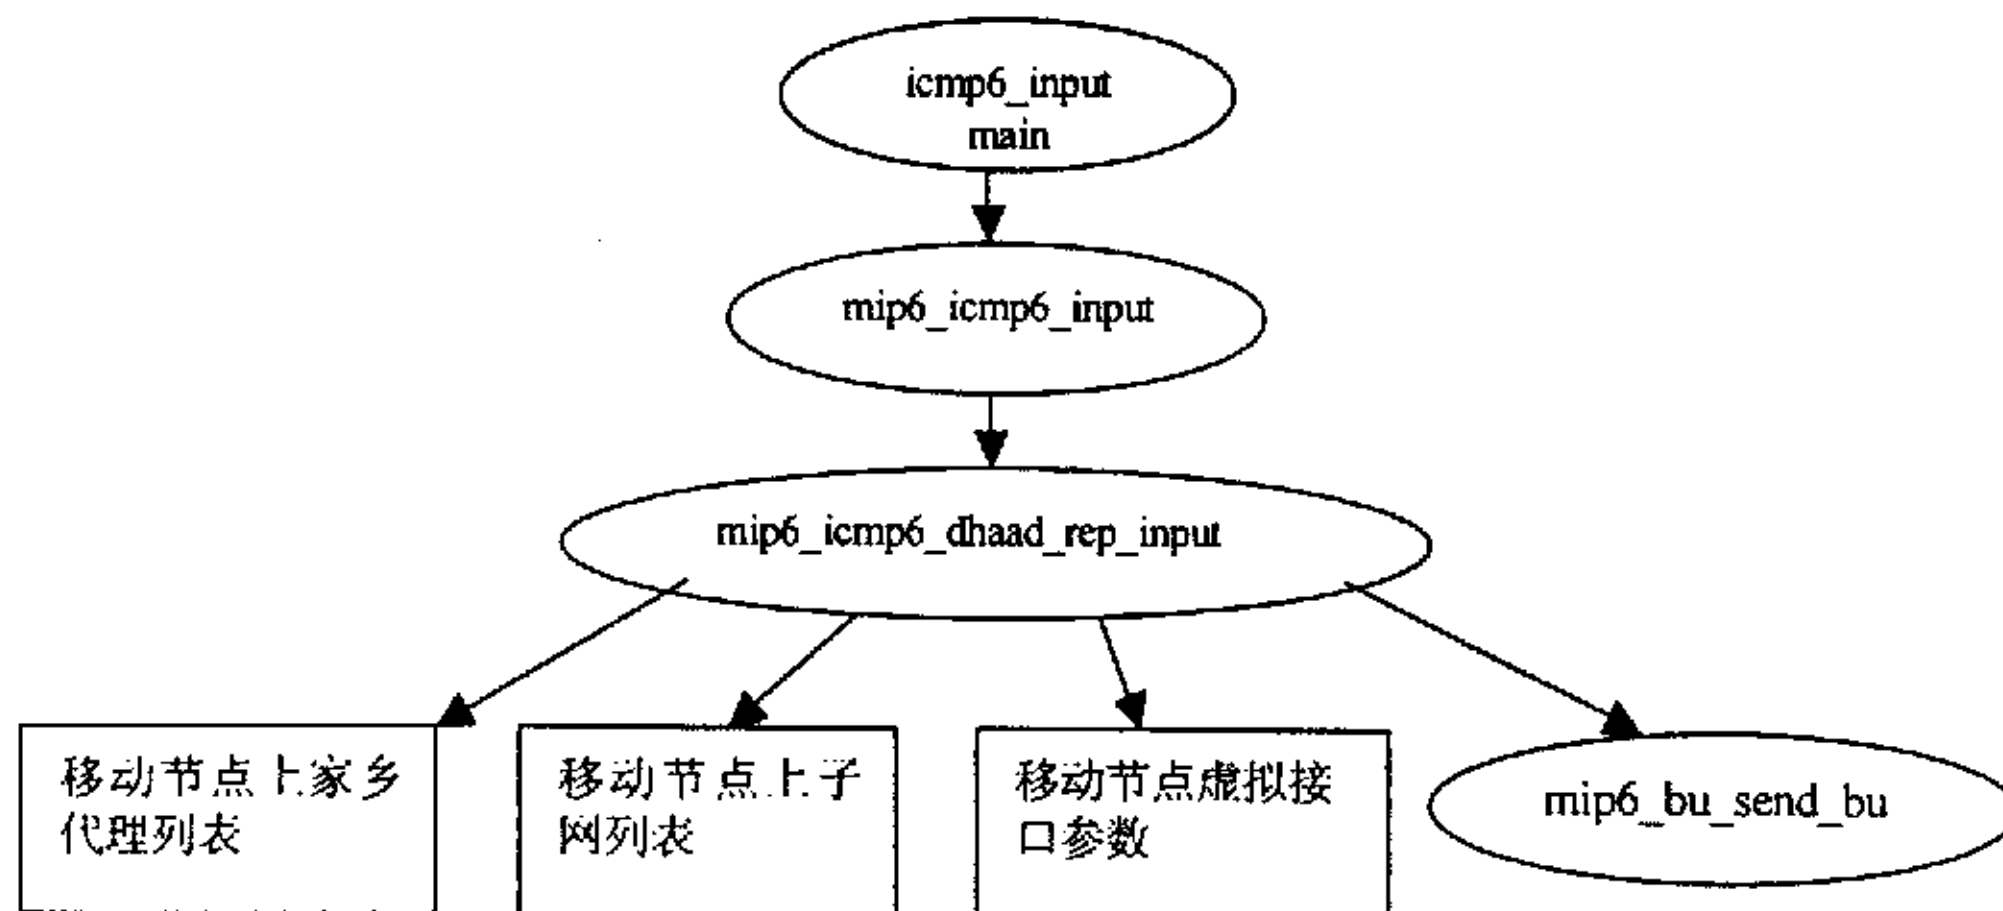 icmp6_input
main
mip6_icmp6_input
mip6_icmp6_dhaad_rep_input
移动节点上家乡
代理列表
移动节点上子
网列表
移动节点虚拟接
口参数
mip6_bu_send_bu